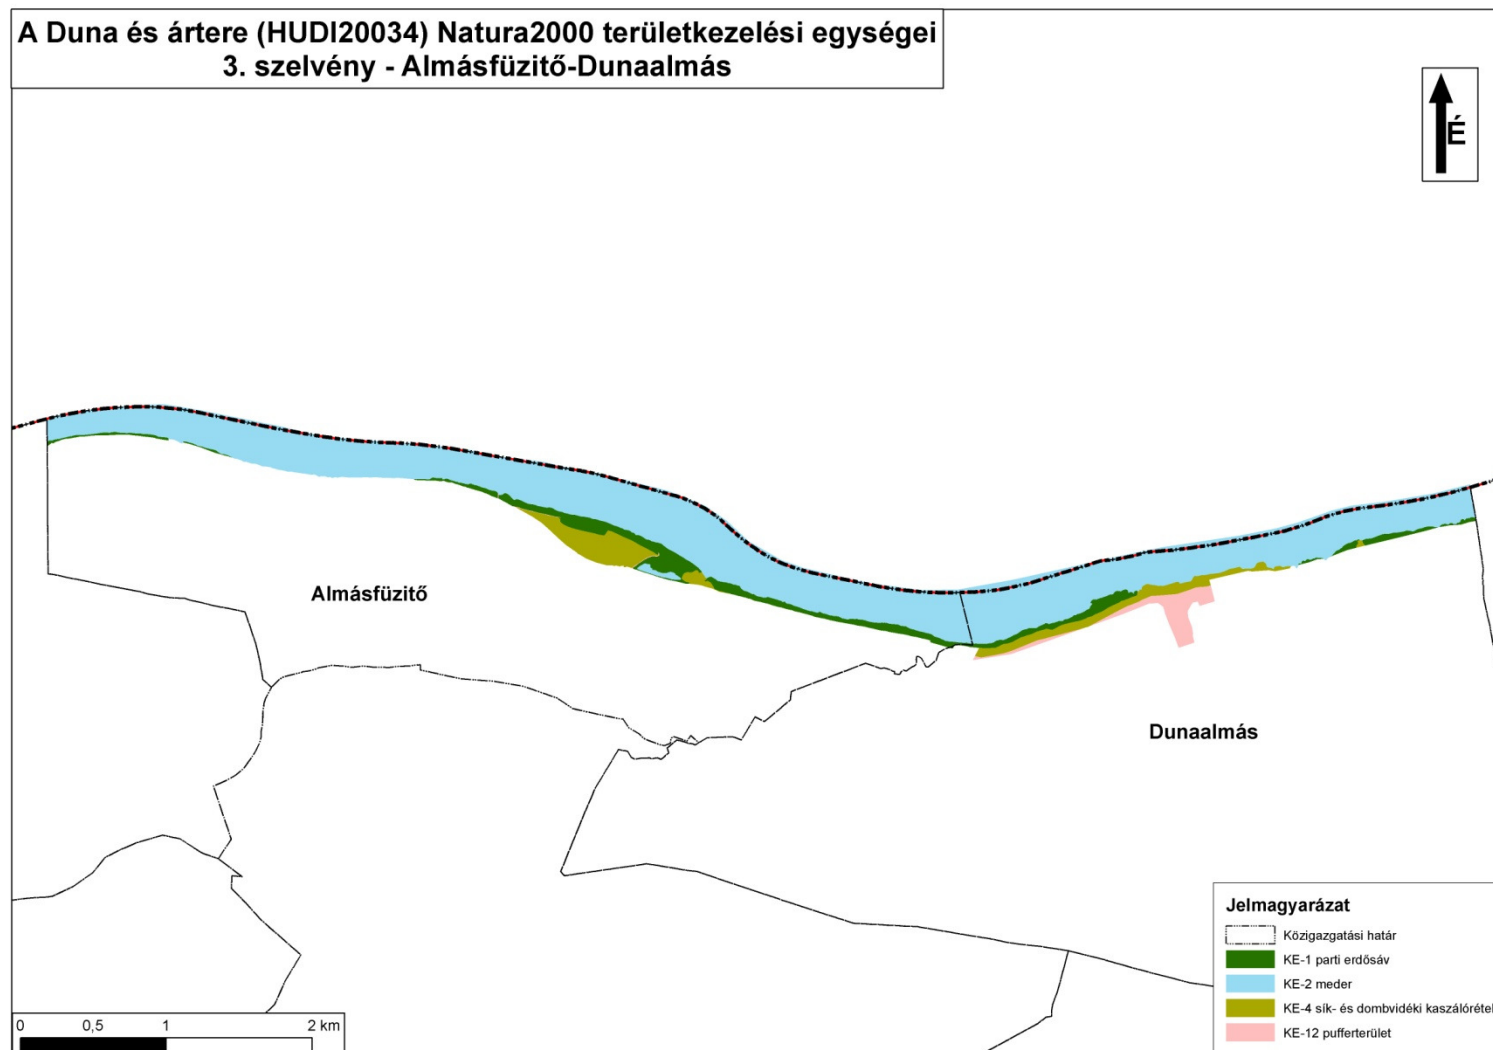 A Duna és ártere (HUDI20034) Natura2000 területkezelési egységei
3. szelvény - Almásfüzitő-Dunaalmás
É
Almásfüzitő
Dunaalmás
Jelmagyarázat
Közigazgatási határ
KE-1 parti erdősáv
KE-2 meder
KE-4 sík- és dombvidéki kaszálórétek
KE-12 pufferterület
0 0,5 1 2 km